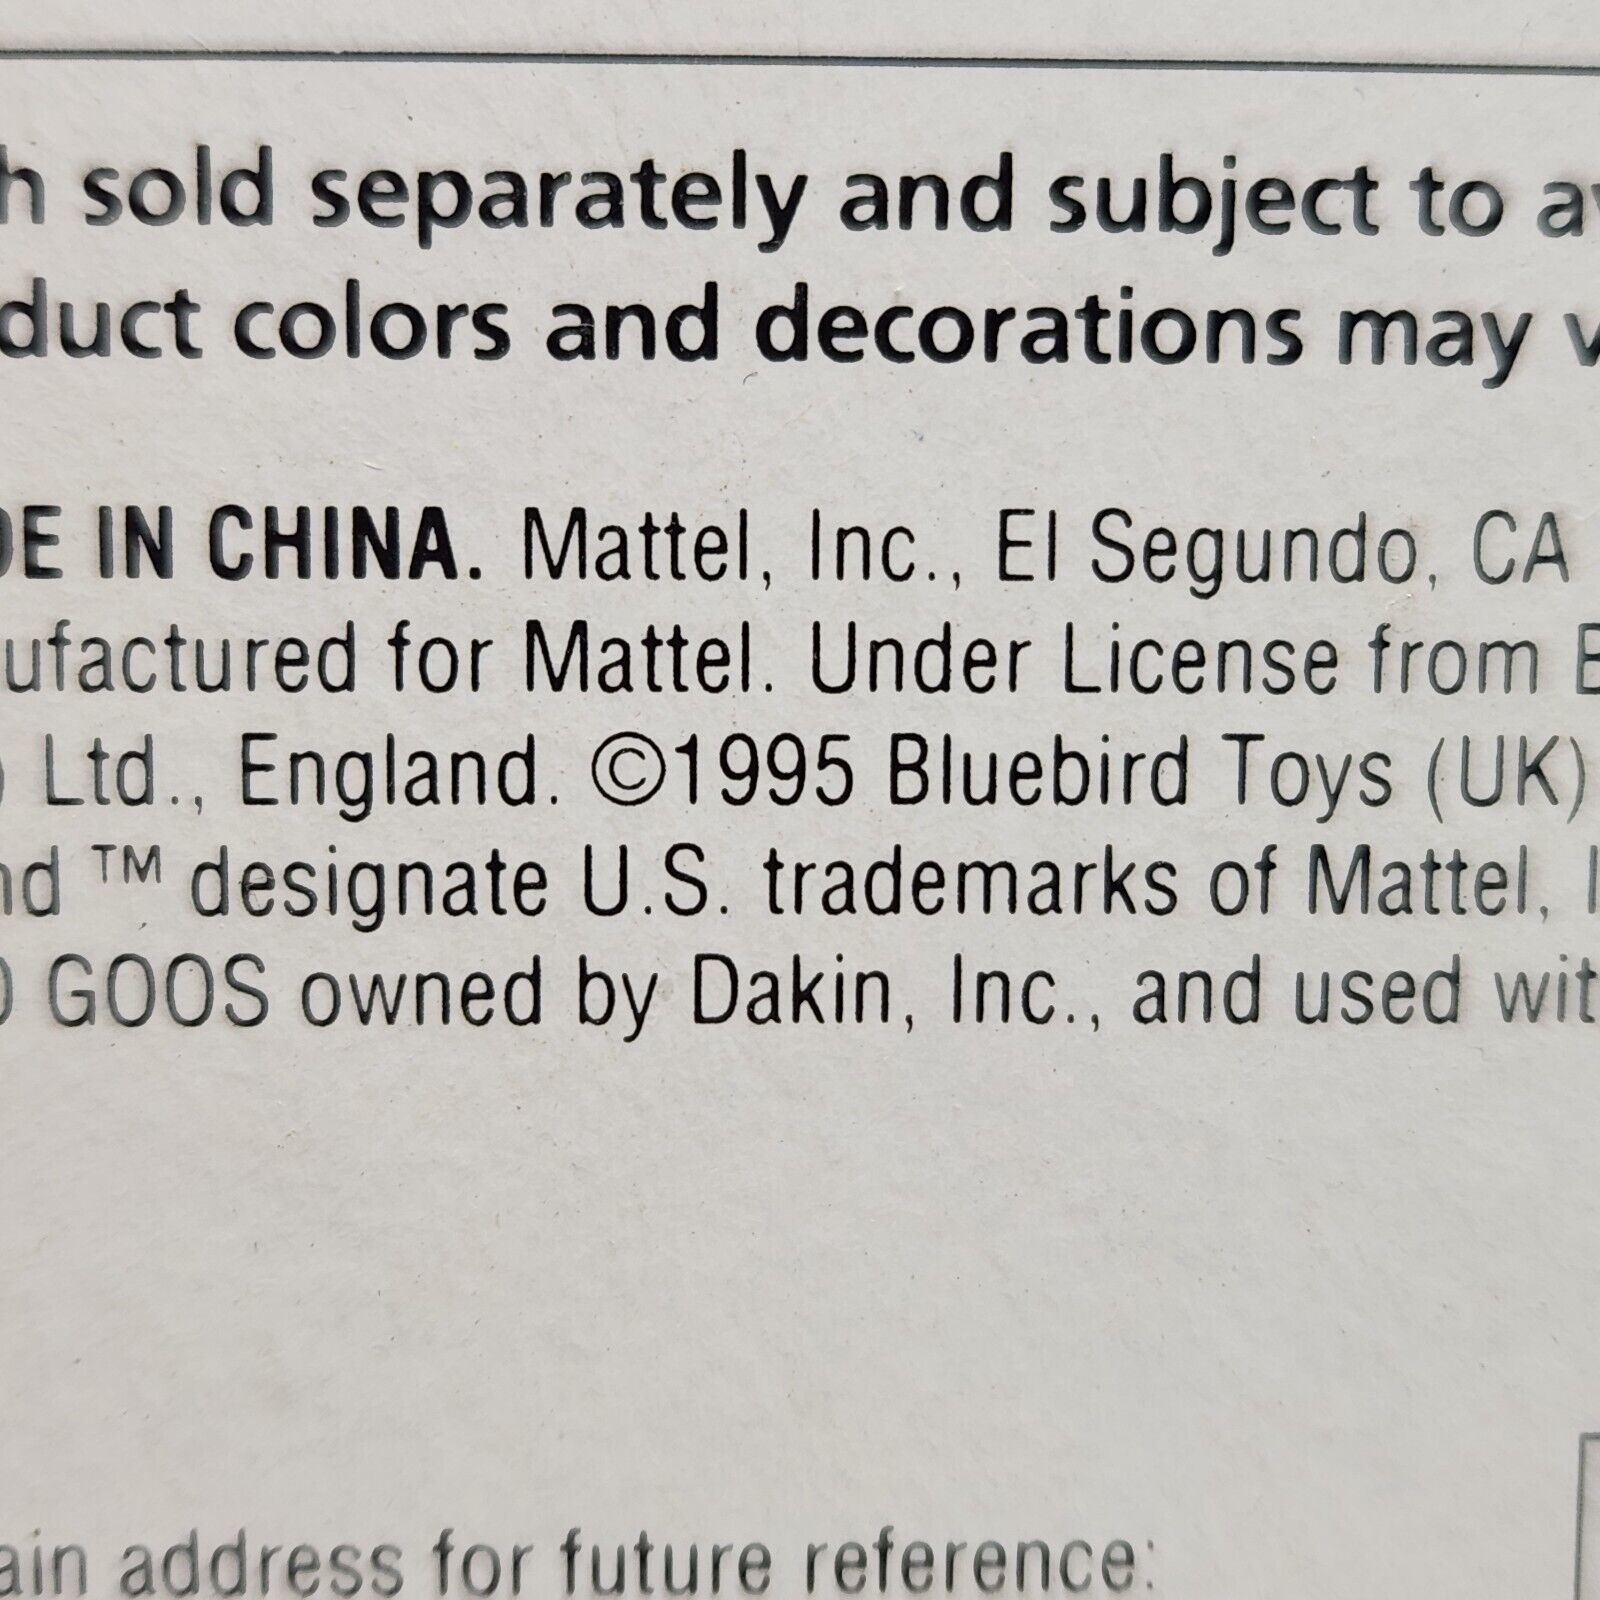 h sold separately and subject to av
duct colors and decorations may v
DE IN CHINA. Mattel, Inc., El Segundo, CA
ufactured for Mattel. Under License from B
) Ltd., England. ©1995 Bluebird Toys (UK)
nd ™ designate U.S. trademarks of Mattel, I
O GOOS owned by Dakin, Inc., and used wit
ain address for future reference: